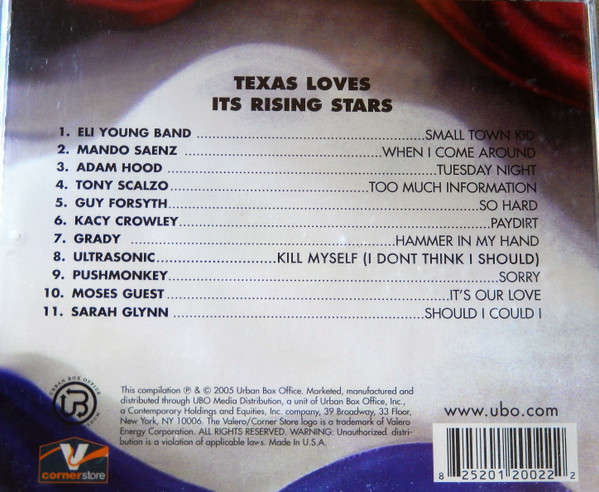 TEXAS LOVES
ITS RISING STARS
1. ELI YOUNG BAND SMALL TOWN KID
2. MANDO SAENZ WHEN I COME AROUND
3. ADAM HOOD TUESDAY NIGHT
4. TONY SCALZO TOO MUCH INFORMATION
5. GUY FORSYTH SO HARD
6. KACY CROWLEY PAYDIRT
7. GRADY HAMMER IN MY HAND
8. ULTRASONIC KILL MYSELF (I DONT THINK I SHOULD)
9. PUSHMONKEY SORRY
10. MOSES GUEST IT'S OUR LOVE
11. SARAH GLYNN SHOULD I COULD I
URBAN BOX OFFICE
This compilation ℗ & © 2005 Urban Box Office. Marketed, manufactured and
distributed through UBO Media Distribution, a unit of Urban Box Office, Inc.,
a Contemporary Holdings and Equities, Inc. company, 39 Broadway, 33 Floor,
New York, NY 10006. The Valero/Corner Store logo is a trademark of Valero
Energy Corporation. ALL RIGHTS RESERVED. WARNING: Unauthorized. distri-
bution is a violation of applicable laws. Made In U.S.A.
www.ubo.com
V
cornerstore
8 25201 20022 2